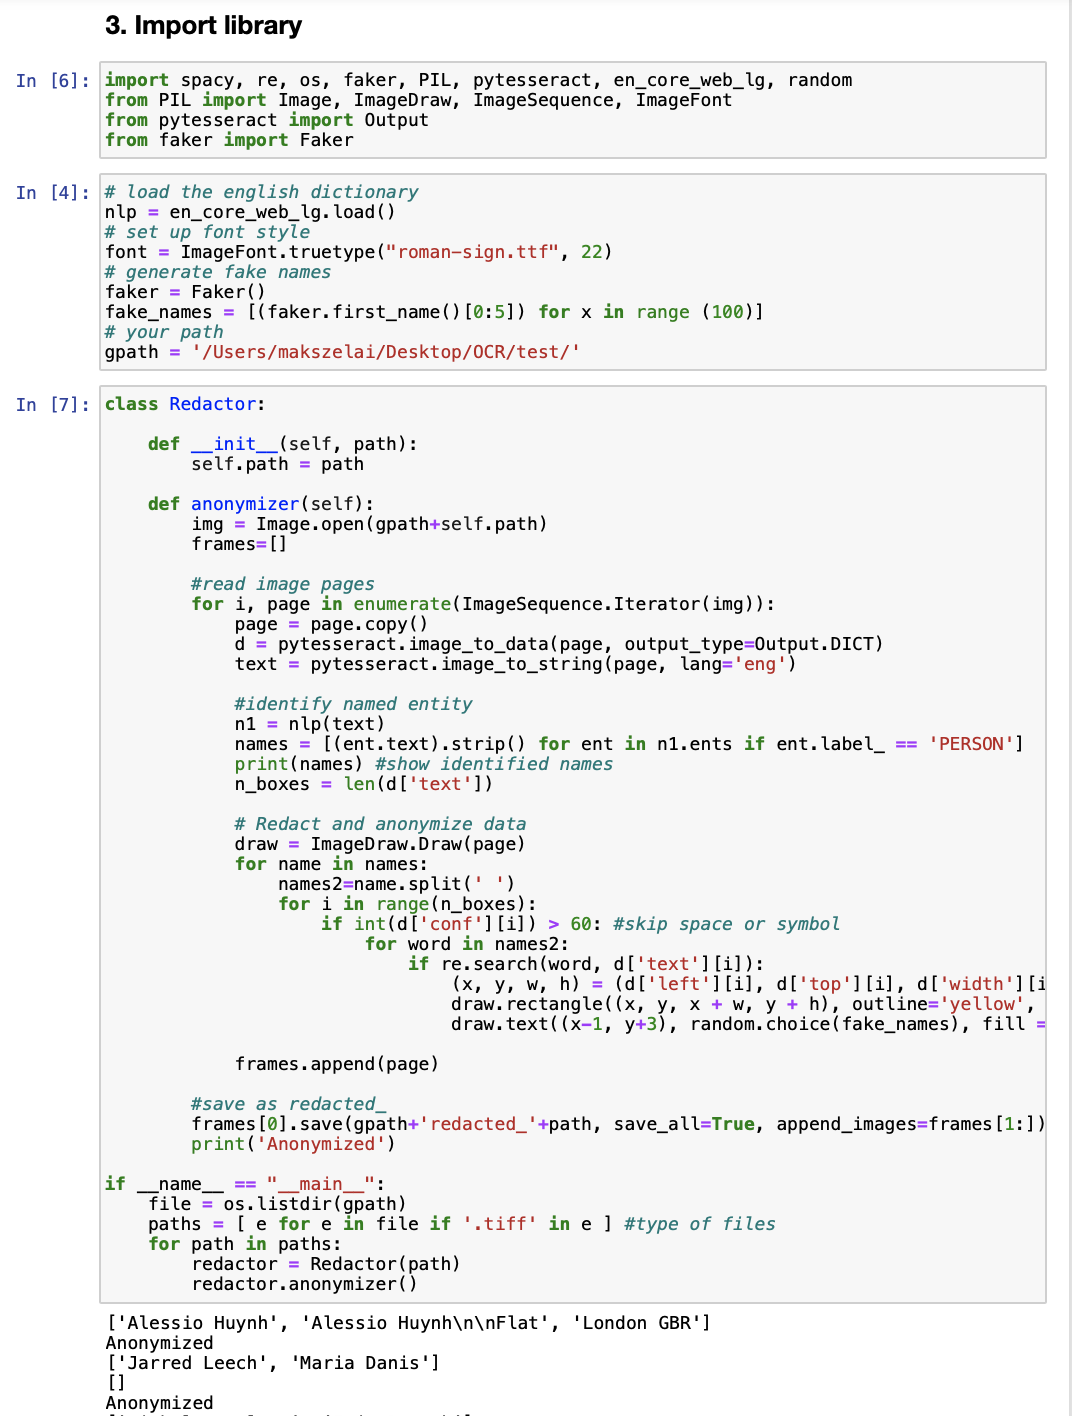 3. Import library
In [6]: import spacy, re, os, faker, PIL, pytesseract, en_core_web_lg, random
from PIL import Image, ImageDraw, ImageSequence, ImageFont
from pytesseract import Output
from faker import Faker
In [4]: # load the english dictionary
nlp = en_core_web_lg.load()
# set up font style
font = ImageFont.truetype("roman-sign.ttf", 22)
# generate fake names
faker = Faker()
fake_names = [(faker.first_name()[0:5]) for x in range (100)]
# your path
gpath = '/Users/makszelai/Desktop/OCR/test/'
In [7]: class Redactor:
    def __init__(self, path):
        self.path = path
    def anonymizer(self):
        img = Image.open(gpath+self.path)
        frames=[]
        #read image pages
        for i, page in enumerate(ImageSequence.Iterator(img)):
            page = page.copy()
            d = pytesseract.image_to_data(page, output_type=Output.DICT)
            text = pytesseract.image_to_string(page, lang='eng')
            #identify named entity
            n1 = nlp(text)
            names = [(ent.text).strip() for ent in n1.ents if ent.label_ == 'PERSON']
            print(names) #show identified names
            n_boxes = len(d['text'])
            # Redact and anonymize data
            draw = ImageDraw.Draw(page)
            for name in names:
                names2=name.split(' ')
                for i in range(n_boxes):
                    if int(d['conf'][i]) > 60: #skip space or symbol
                        for word in names2:
                            if re.search(word, d['text'][i]):
                                (x, y, w, h) = (d['left'][i], d['top'][i], d['width'][i
                                draw.rectangle((x, y, x + w, y + h), outline='yellow',
                                draw.text((x-1, y+3), random.choice(fake_names), fill =
            frames.append(page)
        #save as redacted_
        frames[0].save(gpath+'redacted_'+path, save_all=True, append_images=frames[1:])
        print('Anonymized')
if __name__ == "__main__":
    file = os.listdir(gpath)
    paths = [ e for e in file if '.tiff' in e ] #type of files
    for path in paths:
        redactor = Redactor(path)
        redactor.anonymizer()
['Alessio Huynh', 'Alessio Huynh\n\nFlat', 'London GBR']
Anonymized
['Jarred Leech', 'Maria Danis']
[]
Anonymized